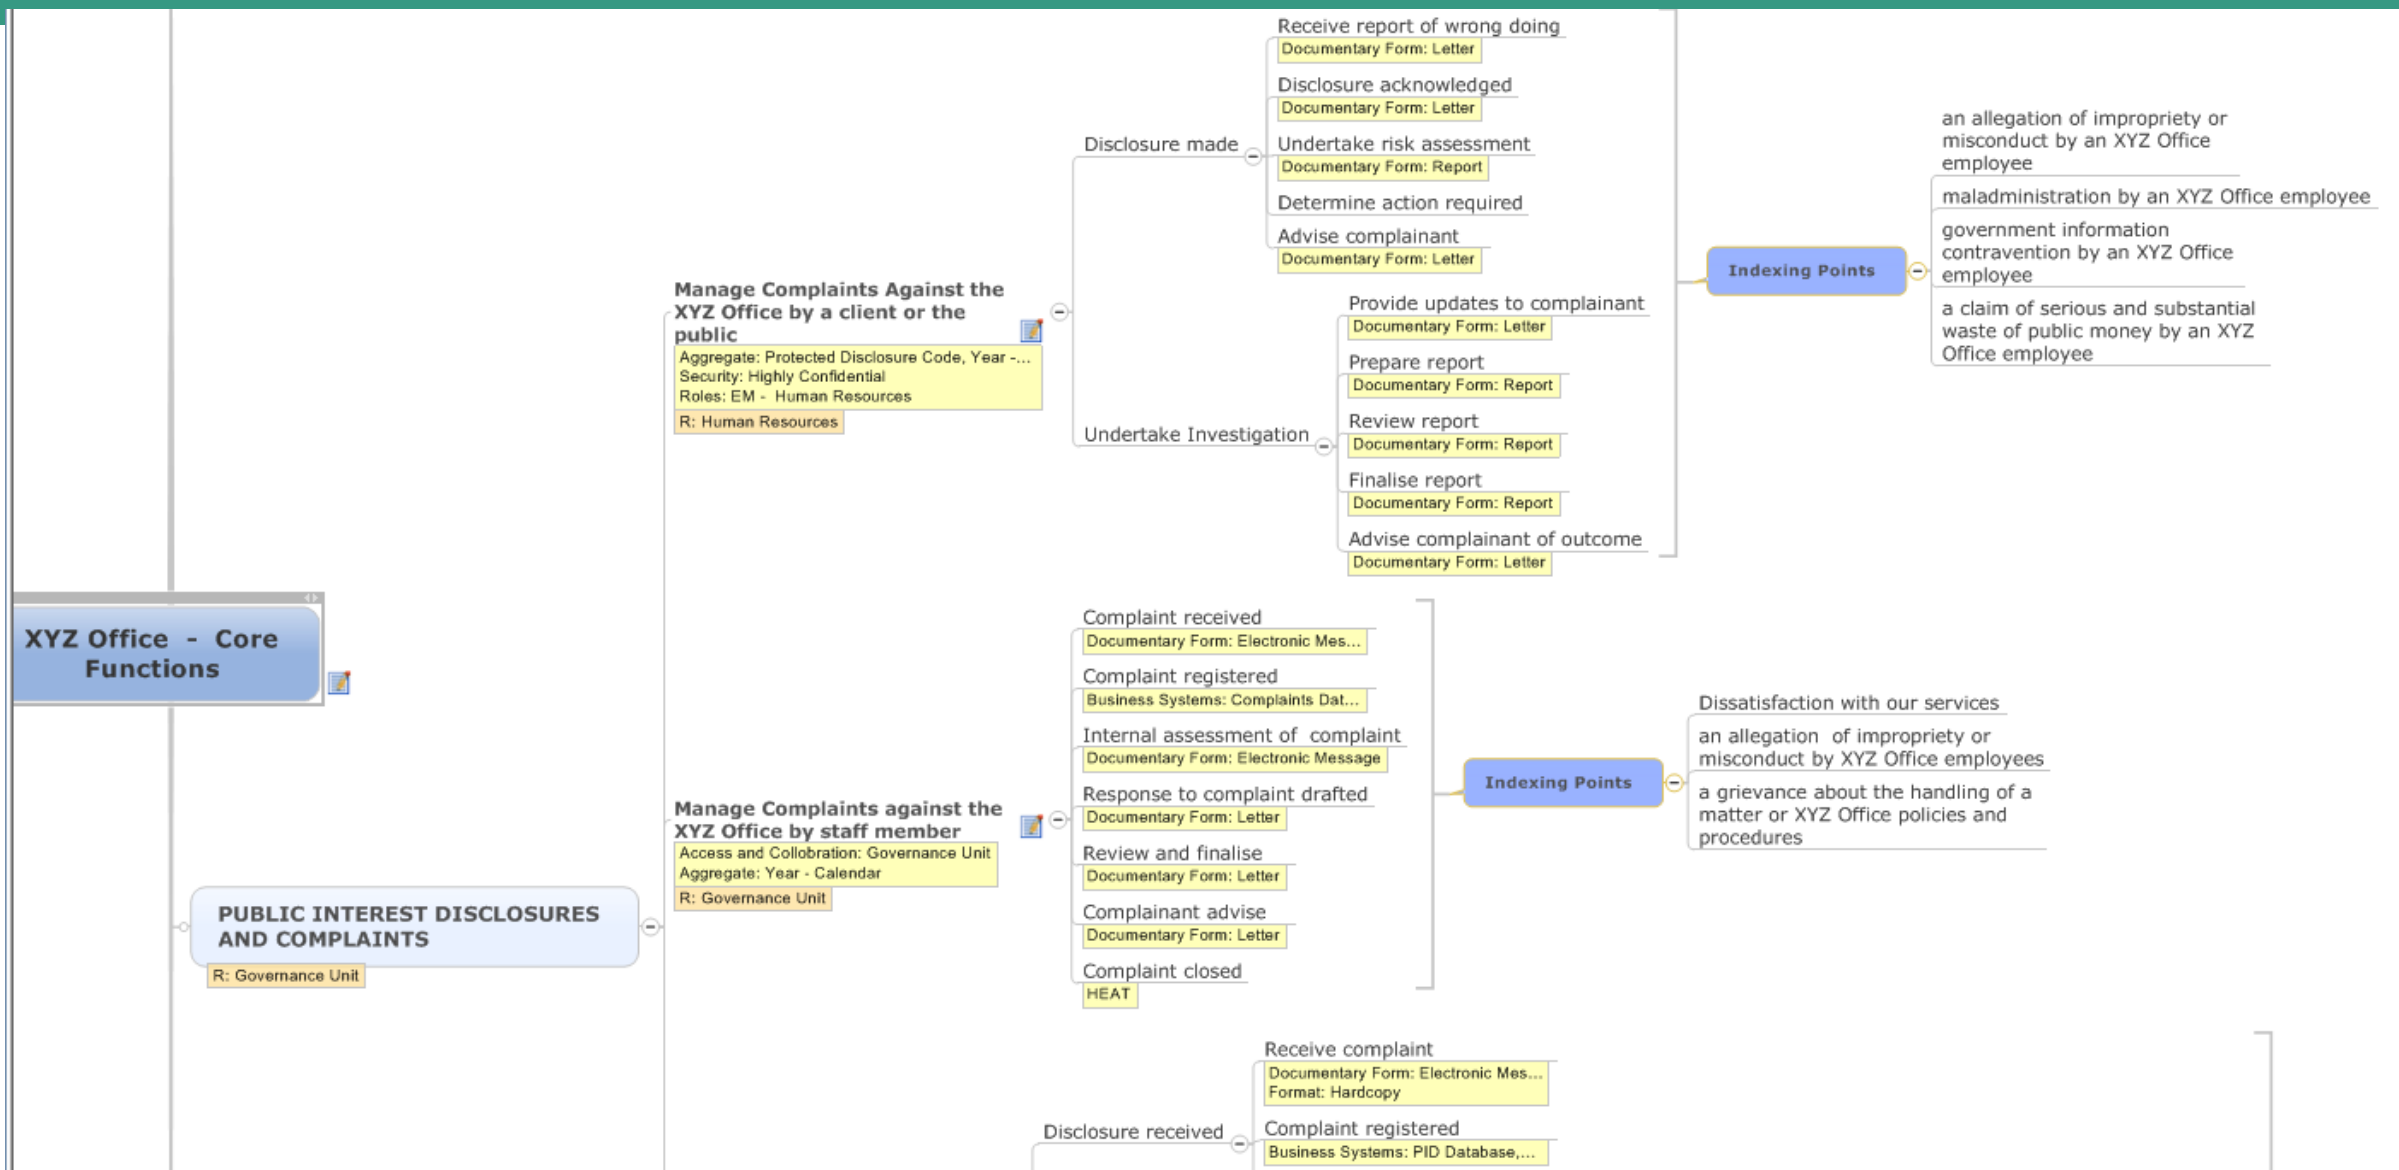 XYZ Office  -  Core
Functions
PUBLIC INTEREST DISCLOSURES
AND COMPLAINTS
R: Governance Unit
Manage Complaints Against the
XYZ Office by a client or the
public
Aggregate: Protected Disclosure Code, Year -...
Security: Highly Confidential
Roles: EM -  Human Resources
R: Human Resources
Disclosure made
Receive report of wrong doing
Documentary Form: Letter
Disclosure acknowledged
Documentary Form: Letter
Undertake risk assessment
Documentary Form: Report
Determine action required
Advise complainant
Documentary Form: Letter
Undertake Investigation
Provide updates to complainant
Documentary Form: Letter
Prepare report
Documentary Form: Report
Review report
Documentary Form: Report
Finalise report
Documentary Form: Report
Advise complainant of outcome
Documentary Form: Letter
Indexing Points
an allegation of impropriety or
misconduct by an XYZ Office
employee
maladministration by an XYZ Office employee
government information
contravention by an XYZ Office
employee
a claim of serious and substantial
waste of public money by an XYZ
Office employee
Manage Complaints against the
XYZ Office by staff member
Access and Collobration: Governance Unit
Aggregate: Year - Calendar
R: Governance Unit
Complaint received
Documentary Form: Electronic Mes...
Complaint registered
Business Systems: Complaints Dat...
Internal assessment of  complaint
Documentary Form: Electronic Message
Response to complaint drafted
Documentary Form: Letter
Review and finalise
Documentary Form: Letter
Complainant advise
Documentary Form: Letter
Complaint closed
HEAT
Indexing Points
Dissatisfaction with our services
an allegation  of impropriety or
misconduct by XYZ Office employees
a grievance about the handling of a
matter or XYZ Office policies and
procedures
Disclosure received
Receive complaint
Documentary Form: Electronic Mes...
Format: Hardcopy
Complaint registered
Business Systems: PID Database,...